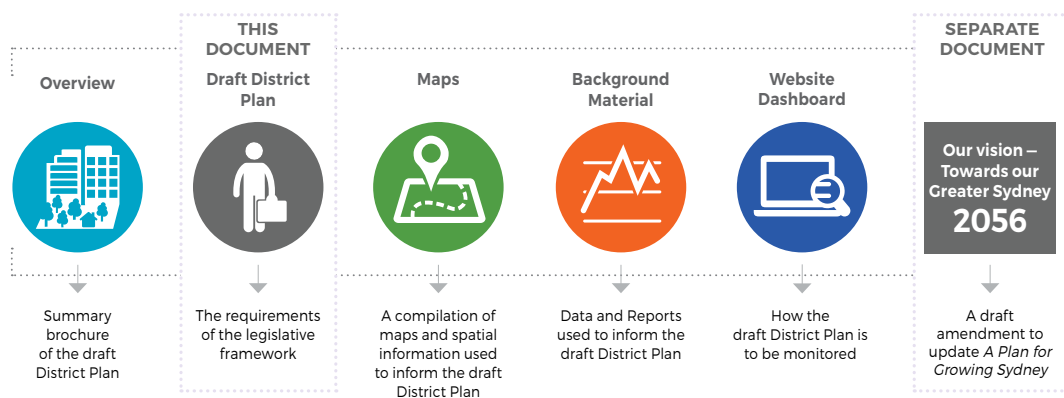 THIS
DOCUMENT
SEPARATE
DOCUMENT
Overview
Draft District
Plan
Maps
Background
Material
Website
Dashboard
Our vision –
Towards our
Greater Sydney
2056
Summary
brochure
of the draft
District Plan
The requirements
of the legislative
framework
A compilation of
maps and spatial
information used
to inform the draft
District Plan
Data and Reports
used to inform the
draft District Plan
How the
draft District Plan is
to be monitored
A draft
amendment to
update A Plan for
Growing Sydney